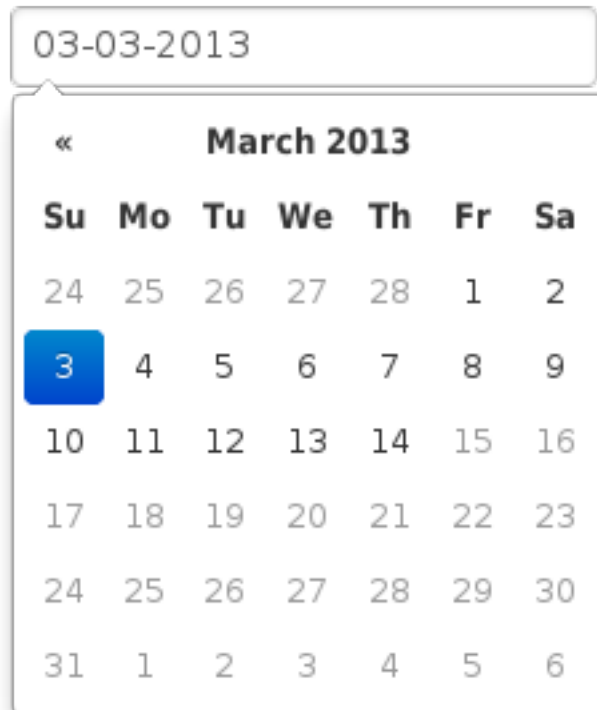 03-03-2013
« March 2013
Su Mo Tu We Th Fr Sa
24 25 26 27 28 1 2
3 4 5 6 7 8 9
10 11 12 13 14 15 16
17 18 19 20 21 22 23
24 25 26 27 28 29 30
31 1 2 3 4 5 6